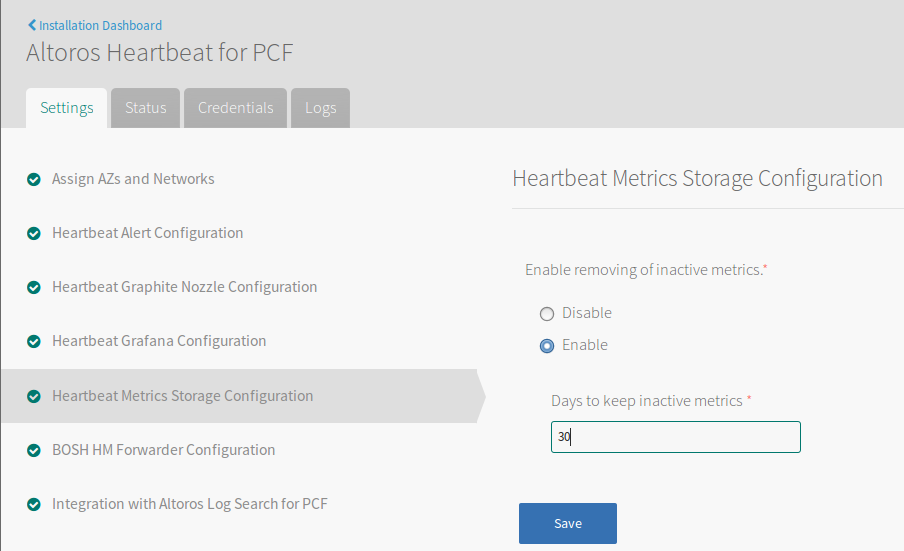 Installation Dashboard
Altoros Heartbeat for PCF
Settings
Status
Credentials
Logs
Assign AZs and Networks
Heartbeat Alert Configuration
Heartbeat Graphite Nozzle Configuration
Heartbeat Grafana Configuration
Heartbeat Metrics Storage Configuration
BOSH HM Forwarder Configuration
Integration with Altoros Log Search for PCF
Heartbeat Metrics Storage Configuration
Enable removing of inactive metrics.*
Disable
Enable
Days to keep inactive metrics *
30
Save